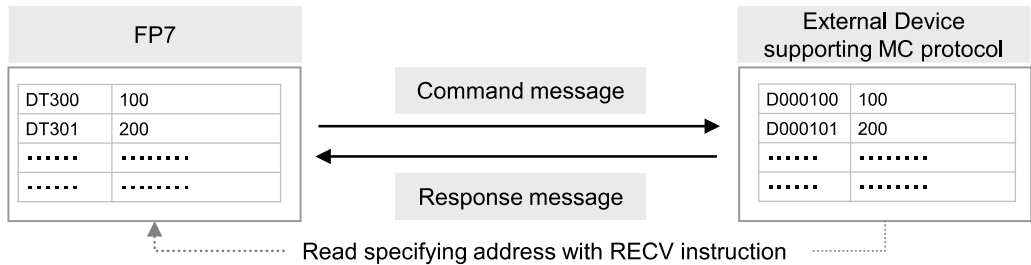 FP7
External Device
supporting MC protocol
DT300 100
DT301 200
...... ........
...... ........
Command message
Response message
D000100 100
D000101 200
...... ........
...... ........
Read specifying address with RECV instruction